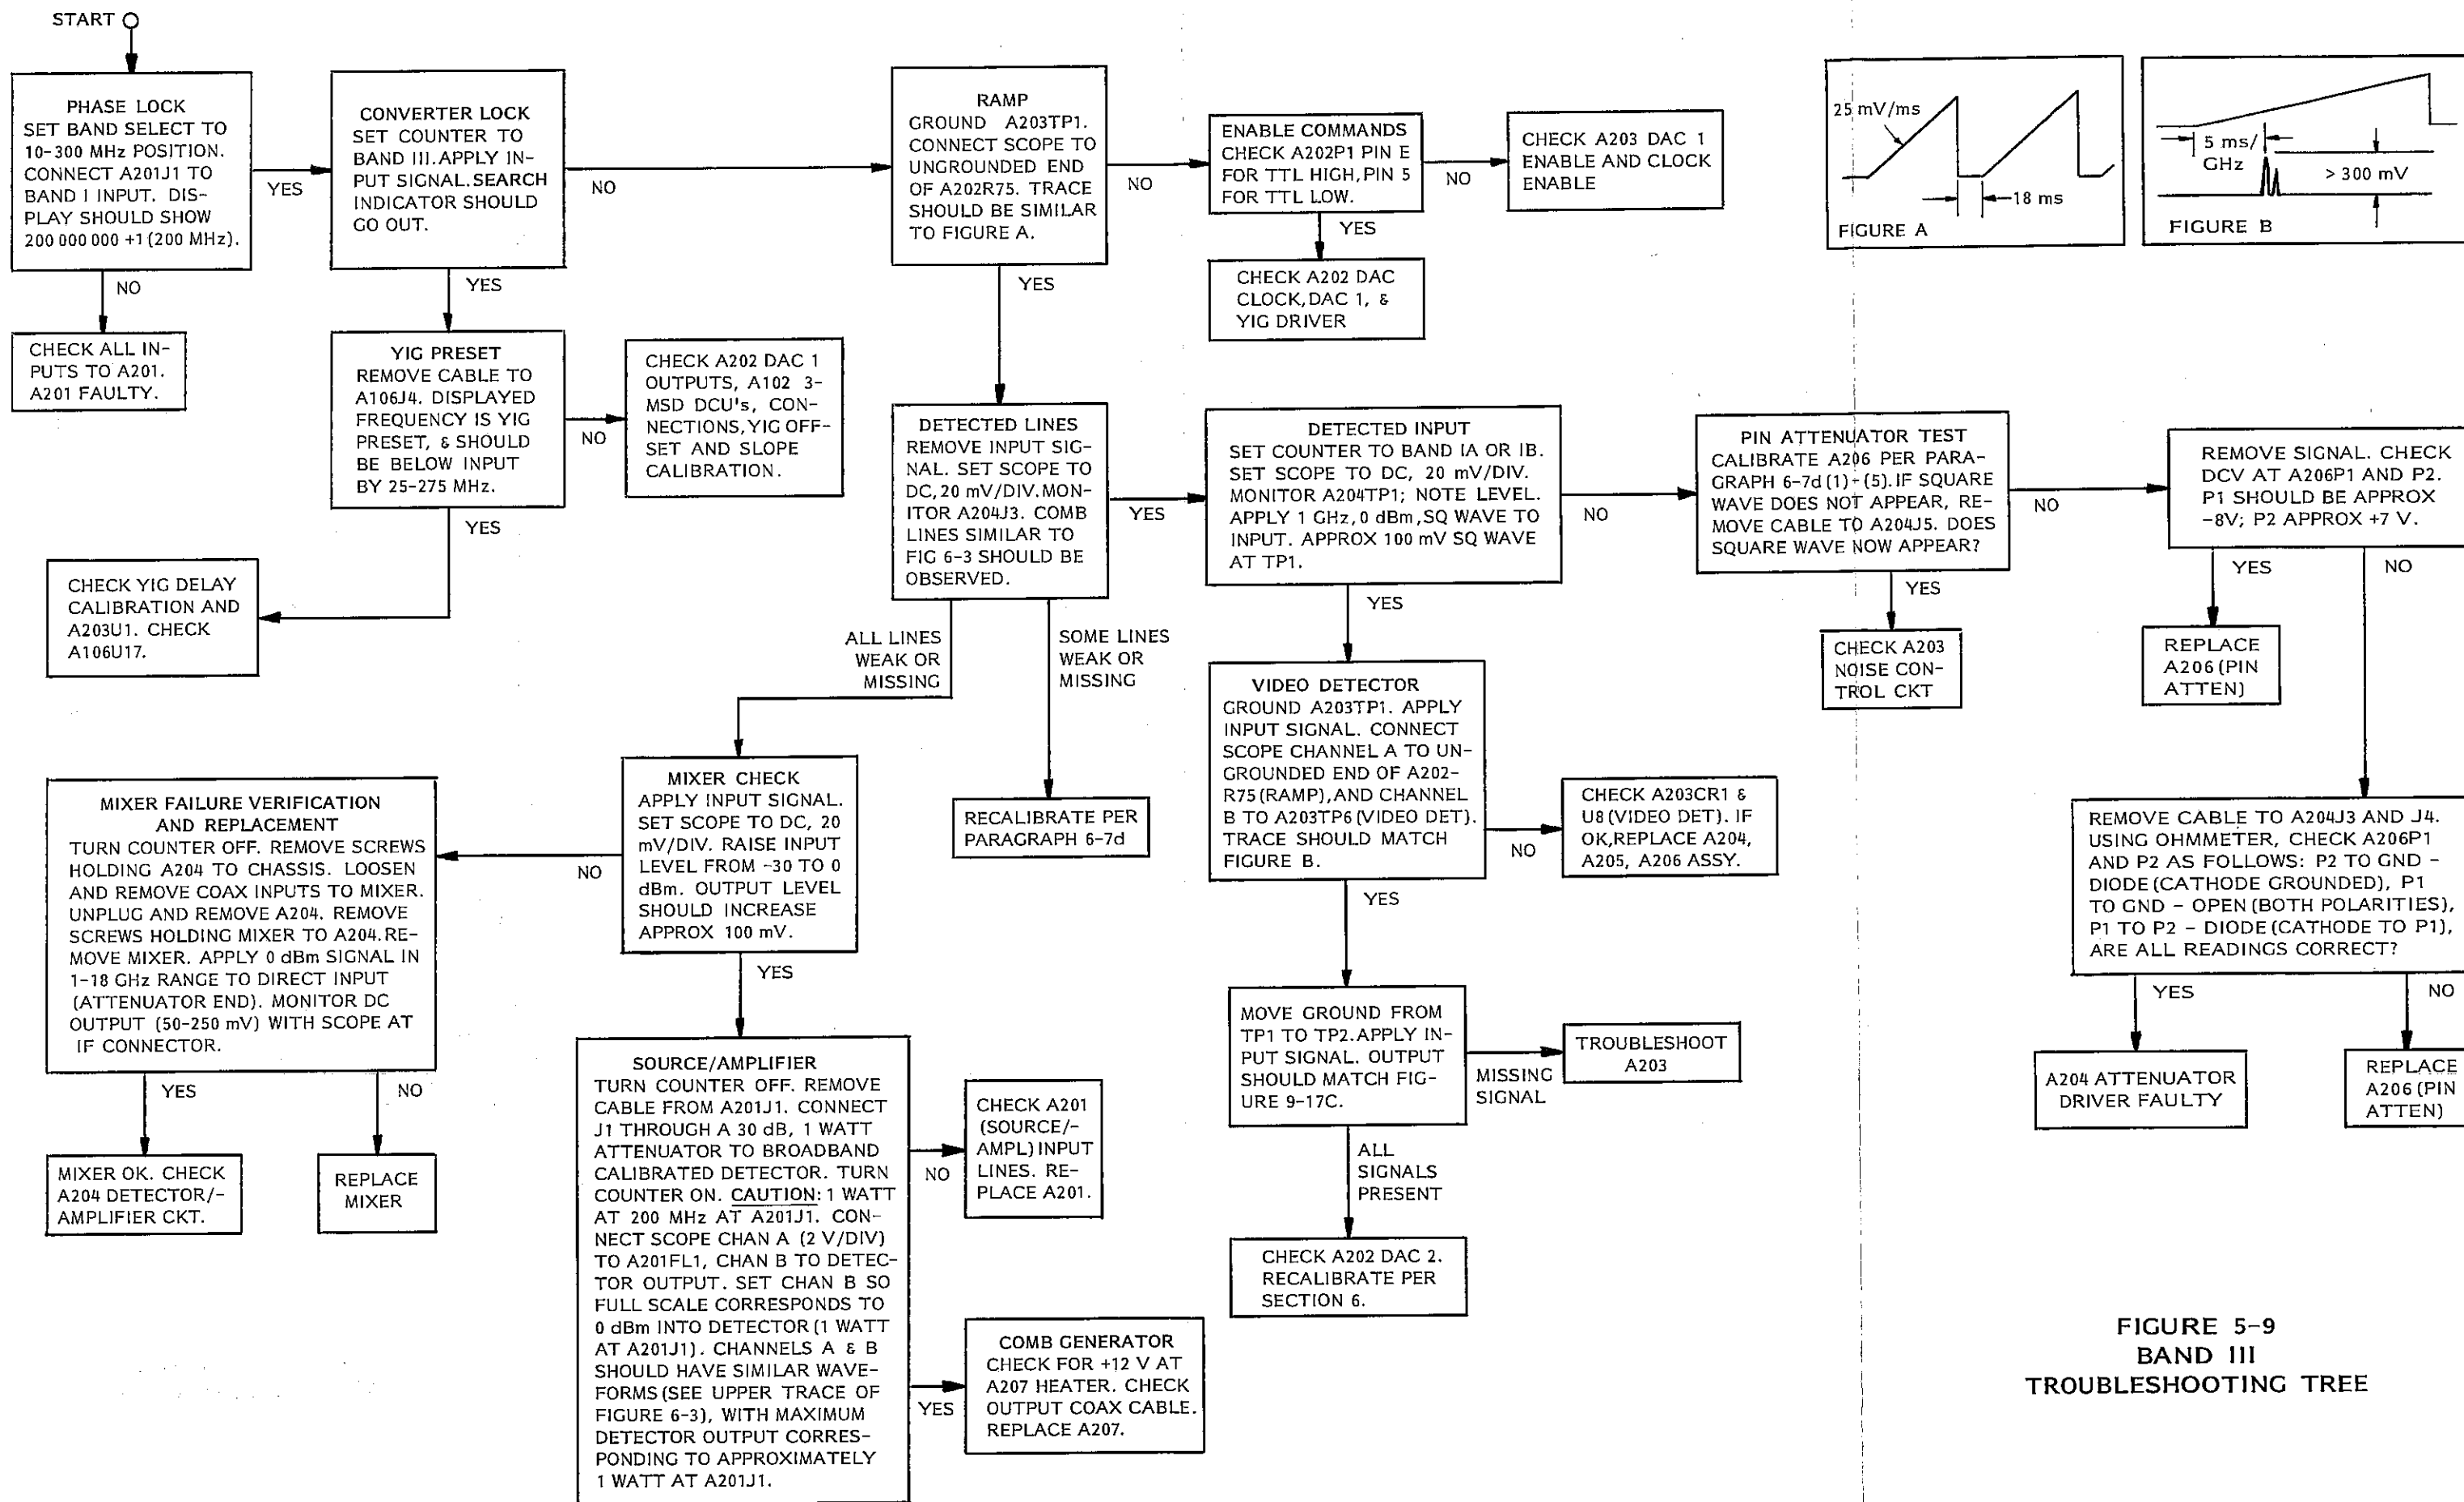 START
PHASE LOCK
SET BAND SELECT TO
10-300 MHz POSITION.
CONNECT A201J1 TO
BAND I INPUT. DIS-
PLAY SHOULD SHOW
200 000 000 +1 (200 MHz).
YES
NO
CHECK ALL IN-
PUTS TO A201.
A201 FAULTY.
CONVERTER LOCK
SET COUNTER TO
BAND III. APPLY IN-
PUT SIGNAL. SEARCH
INDICATOR SHOULD
GO OUT.
NO
YES
YIG PRESET
REMOVE CABLE TO
A106J4. DISPLAYED
FREQUENCY IS YIG
PRESET, & SHOULD
BE BELOW INPUT
BY 25-275 MHz.
NO
YES
CHECK A202 DAC 1
OUTPUTS, A102 3-
MSD DCU's, CON-
NECTIONS, YIG OFF-
SET AND SLOPE
CALIBRATION.
CHECK YIG DELAY
CALIBRATION AND
A203U1. CHECK
A106U17.
RAMP
GROUND A203TP1.
CONNECT SCOPE TO
UNGROUNDED END
OF A202R75. TRACE
SHOULD BE SIMILAR
TO FIGURE A.
NO
YES
ENABLE COMMANDS
CHECK A202P1 PIN E
FOR TTL HIGH, PIN 5
FOR TTL LOW.
NO
YES
CHECK A203 DAC 1
ENABLE AND CLOCK
ENABLE
CHECK A202 DAC
CLOCK, DAC 1, &
YIG DRIVER
25 mV/ms
18 ms
FIGURE A
5 ms/
GHz
> 300 mV
FIGURE B
DETECTED LINES
REMOVE INPUT SIG-
NAL. SET SCOPE TO
DC, 20 mV/DIV. MON-
ITOR A204J3. COMB
LINES SIMILAR TO
FIG 6-3 SHOULD BE
OBSERVED.
YES
ALL LINES
WEAK OR
MISSING
SOME LINES
WEAK OR
MISSING
RECALIBRATE PER
PARAGRAPH 6-7d
DETECTED INPUT
SET COUNTER TO BAND IA OR IB.
SET SCOPE TO DC, 20 mV/DIV.
MONITOR A204TP1; NOTE LEVEL.
APPLY 1 GHz, 0 dBm, SQ WAVE TO
INPUT. APPROX 100 mV SQ WAVE
AT TP1.
NO
YES
PIN ATTENUATOR TEST
CALIBRATE A206 PER PARA-
GRAPH 6-7d (1)-(5). IF SQUARE
WAVE DOES NOT APPEAR, RE-
MOVE CABLE TO A204J5. DOES
SQUARE WAVE NOW APPEAR?
NO
YES
CHECK A203
NOISE CON-
TROL CKT
REMOVE SIGNAL. CHECK
DCV AT A206P1 AND P2.
P1 SHOULD BE APPROX
-8V; P2 APPROX +7 V.
YES
NO
REPLACE
A206 (PIN
ATTEN)
VIDEO DETECTOR
GROUND A203TP1. APPLY
INPUT SIGNAL. CONNECT
SCOPE CHANNEL A TO UN-
GROUNDED END OF A202-
R75 (RAMP), AND CHANNEL
B TO A203TP6 (VIDEO DET).
TRACE SHOULD MATCH
FIGURE B.
NO
YES
CHECK A203CR1 &
U8 (VIDEO DET). IF
OK, REPLACE A204,
A205, A206 ASSY.
REMOVE CABLE TO A204J3 AND J4.
USING OHMMETER, CHECK A206P1
AND P2 AS FOLLOWS: P2 TO GND -
DIODE (CATHODE GROUNDED), P1
TO GND - OPEN (BOTH POLARITIES),
P1 TO P2 - DIODE (CATHODE TO P1),
ARE ALL READINGS CORRECT?
YES
NO
A204 ATTENUATOR
DRIVER FAULTY
REPLACE
A206 (PIN
ATTEN)
MIXER CHECK
APPLY INPUT SIGNAL.
SET SCOPE TO DC, 20
mV/DIV. RAISE INPUT
LEVEL FROM -30 TO 0
dBm. OUTPUT LEVEL
SHOULD INCREASE
APPROX 100 mV.
NO
YES
MIXER FAILURE VERIFICATION
AND REPLACEMENT
TURN COUNTER OFF. REMOVE SCREWS
HOLDING A204 TO CHASSIS. LOOSEN
AND REMOVE COAX INPUTS TO MIXER.
UNPLUG AND REMOVE A204. REMOVE
SCREWS HOLDING MIXER TO A204. RE-
MOVE MIXER. APPLY 0 dBm SIGNAL IN
1-18 GHz RANGE TO DIRECT INPUT
(ATTENUATOR END). MONITOR DC
OUTPUT (50-250 mV) WITH SCOPE AT
IF CONNECTOR.
YES
NO
MIXER OK. CHECK
A204 DETECTOR/-
AMPLIFIER CKT.
REPLACE
MIXER
SOURCE/AMPLIFIER
TURN COUNTER OFF. REMOVE
CABLE FROM A201J1. CONNECT
J1 THROUGH A 30 dB, 1 WATT
ATTENUATOR TO BROADBAND
CALIBRATED DETECTOR. TURN
COUNTER ON. CAUTION: 1 WATT
AT 200 MHz AT A201J1. CON-
NECT SCOPE CHAN A (2 V/DIV)
TO A201FL1, CHAN B TO DETEC-
TOR OUTPUT. SET CHAN B SO
FULL SCALE CORRESPONDS TO
0 dBm INTO DETECTOR (1 WATT
AT A201J1). CHANNELS A & B
SHOULD HAVE SIMILAR WAVE-
FORMS (SEE UPPER TRACE OF
FIGURE 6-3), WITH MAXIMUM
DETECTOR OUTPUT CORRES-
PONDING TO APPROXIMATELY
1 WATT AT A201J1.
NO
YES
CHECK A201
(SOURCE/-
AMPL) INPUT
LINES. RE-
PLACE A201.
COMB GENERATOR
CHECK FOR +12 V AT
A207 HEATER. CHECK
OUTPUT COAX CABLE.
REPLACE A207.
MOVE GROUND FROM
TP1 TO TP2. APPLY IN-
PUT SIGNAL. OUTPUT
SHOULD MATCH FIG-
URE 9-17C.
MISSING
SIGNAL
TROUBLESHOOT
A203
ALL
SIGNALS
PRESENT
CHECK A202 DAC 2.
RECALIBRATE PER
SECTION 6.
FIGURE 5-9
BAND III
TROUBLESHOOTING TREE